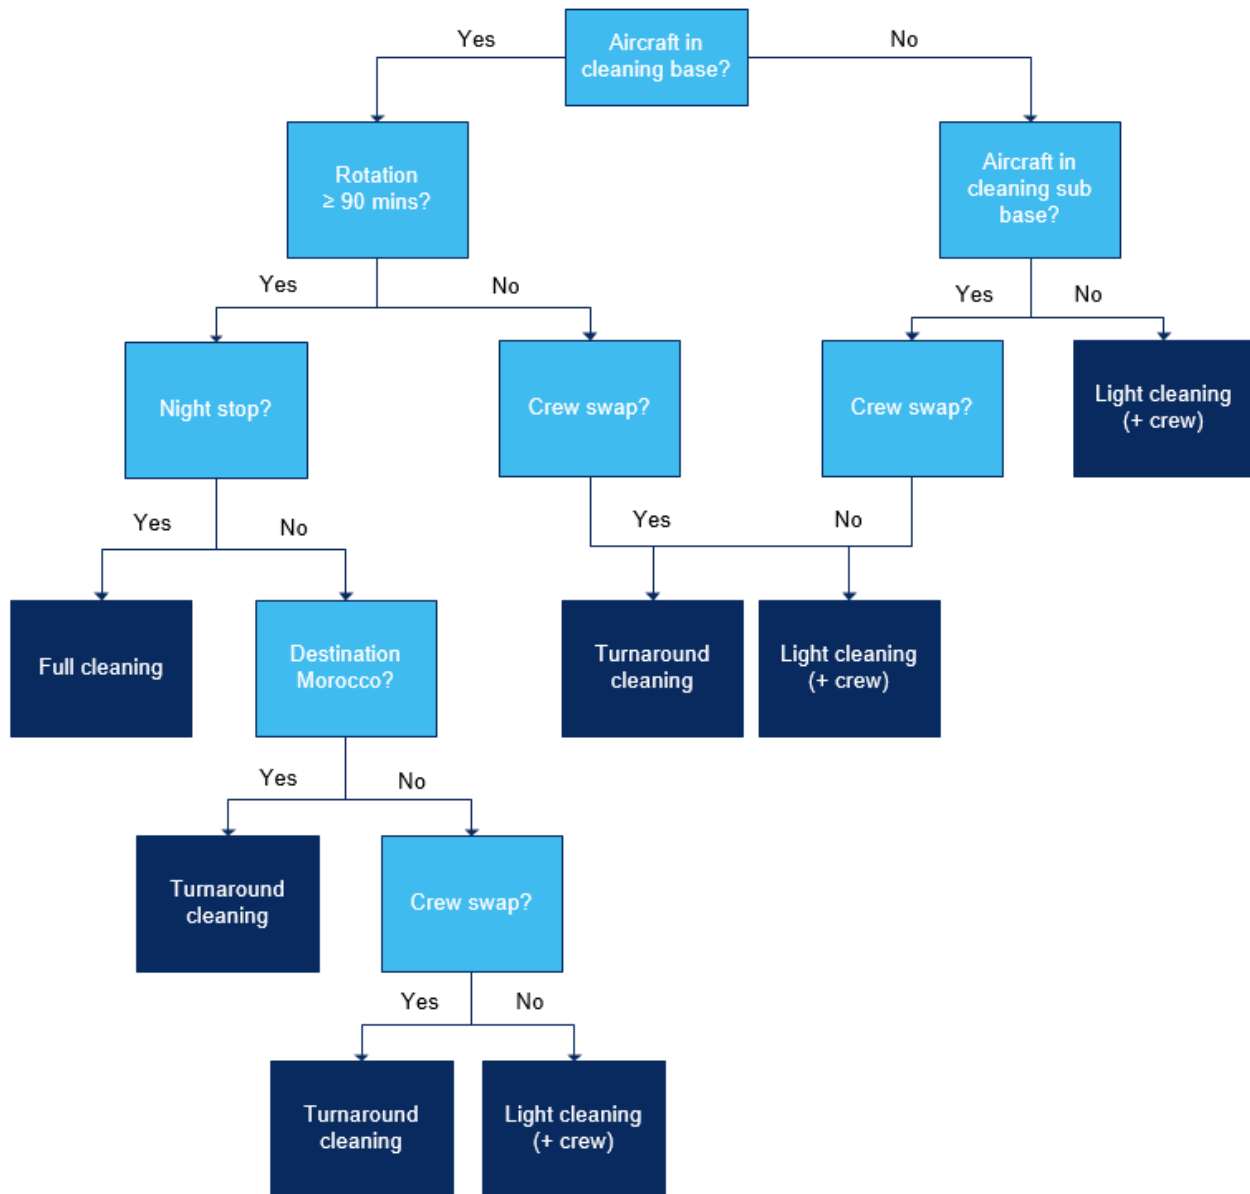 Aircraft in
cleaning base?
Yes
No
Rotation
≥ 90 mins?
Aircraft in
cleaning sub
base?
Yes
No
Yes
No
Night stop?
Crew swap?
Crew swap?
Light cleaning
(+ crew)
Yes
No
Yes
No
Full cleaning
Destination
Morocco?
Turnaround
cleaning
Light cleaning
(+ crew)
Yes
No
Turnaround
cleaning
Crew swap?
Yes
No
Turnaround
cleaning
Light cleaning
(+ crew)